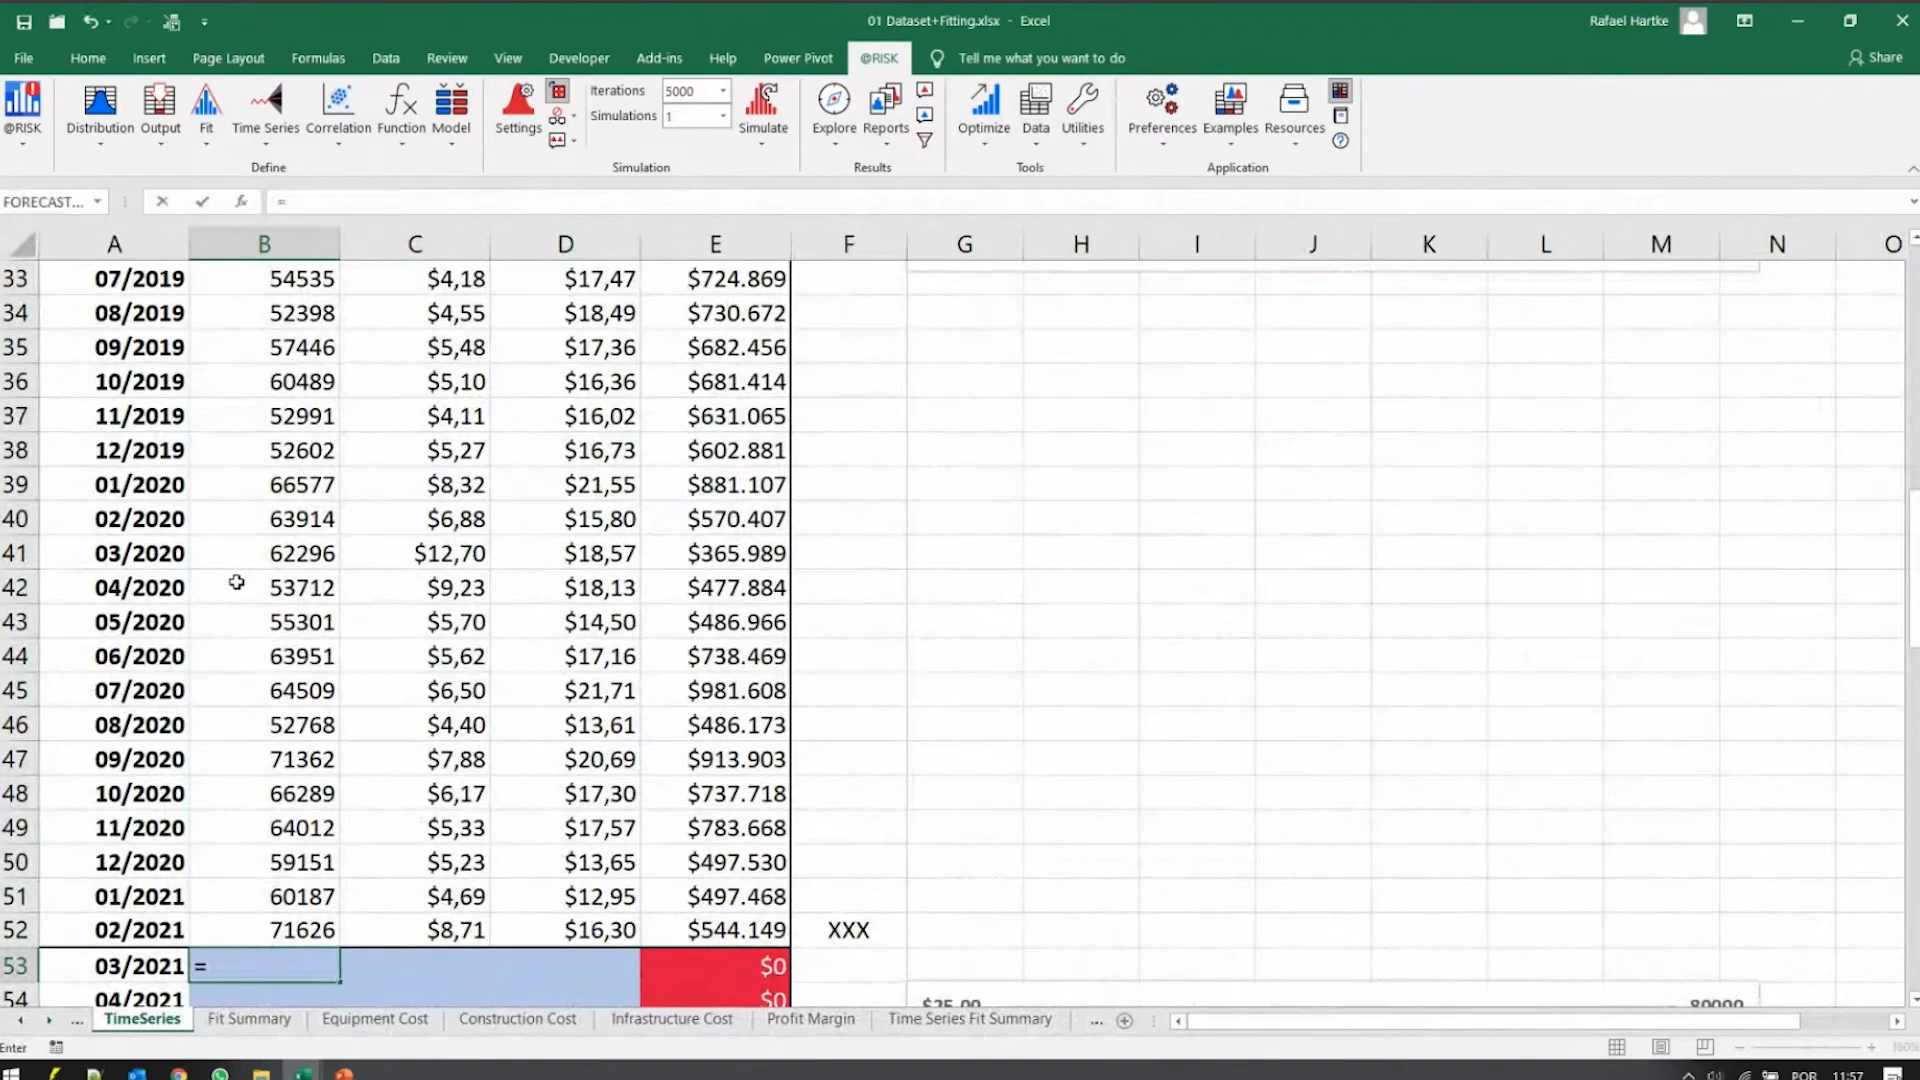 01 Dataset+Fitting.xlsx - Excel
Rafael Hartke
File Home Insert Page Layout Formulas Data Developer Review View Developer Add-ins Help Power Pivot @RISK Tell me what you want to do Share
@RISK Distribution Output Fit Time Series Correlation Function Model Settings Iterations 5000 Simulations 1 Simulate Explore Reports Optimize Data Utilities Preferences Examples Resources
Define Simulation Results Tools Application
FORECAST... fx =
A B C D E F G H I J K L M N O
33 07/2019 54535 $4,18 $17,47 $724.869
34 08/2019 52398 $4,55 $18,49 $730.672
35 09/2019 57446 $5,48 $17,36 $682.456
36 10/2019 60489 $5,10 $16,36 $681.414
37 11/2019 52991 $4,11 $16,02 $631.065
38 12/2019 52602 $5,27 $16,73 $602.881
39 01/2020 66577 $8,32 $21,55 $881.107
40 02/2020 63914 $6,88 $15,80 $570.407
41 03/2020 62296 $12,70 $18,57 $365.989
42 04/2020 53712 $9,23 $18,13 $477.884
43 05/2020 55301 $5,70 $14,50 $486.966
44 06/2020 63951 $5,62 $17,16 $738.469
45 07/2020 64509 $6,50 $21,71 $981.608
46 08/2020 52768 $4,40 $13,61 $486.173
47 09/2020 71362 $7,88 $20,69 $913.903
48 10/2020 66289 $6,17 $17,30 $737.718
49 11/2020 64012 $5,33 $17,57 $783.668
50 12/2020 59151 $5,23 $13,65 $497.530
51 01/2021 60187 $4,69 $12,95 $497.468
52 02/2021 71626 $8,71 $16,30 $544.149 XXX
53 03/2021 = $0
54 04/2021 $0 $25,00 80000
... TimeSeries Fit Summary Equipment Cost Construction Cost Infrastructure Cost Profit Margin Time Series Fit Summary ...
Enter
POR 11:57